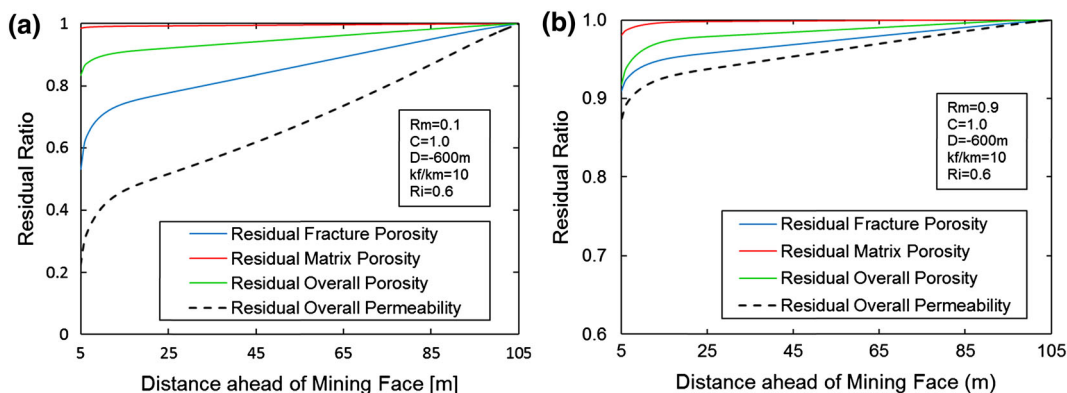 (a)
Residual Ratio
1
0.8
0.6
0.4
0.2
0
Rm=0.1
C=1.0
D=-600m
kf/km=10
Ri=0.6
Residual Fracture Porosity
Residual Matrix Porosity
Residual Overall Porosity
Residual Overall Permeability
5
25
45
65
85
105
Distance ahead of Mining Face [m]
(b)
Residual Ratio
1.0
0.9
0.8
0.7
0.6
Rm=0.9
C=1.0
D=-600m
kf/km=10
Ri=0.6
Residual Fracture Porosity
Residual Matrix Porosity
Residual Overall Porosity
Residual Overall Permeability
5
25
45
65
85
105
Distance ahead of Mining Face (m)